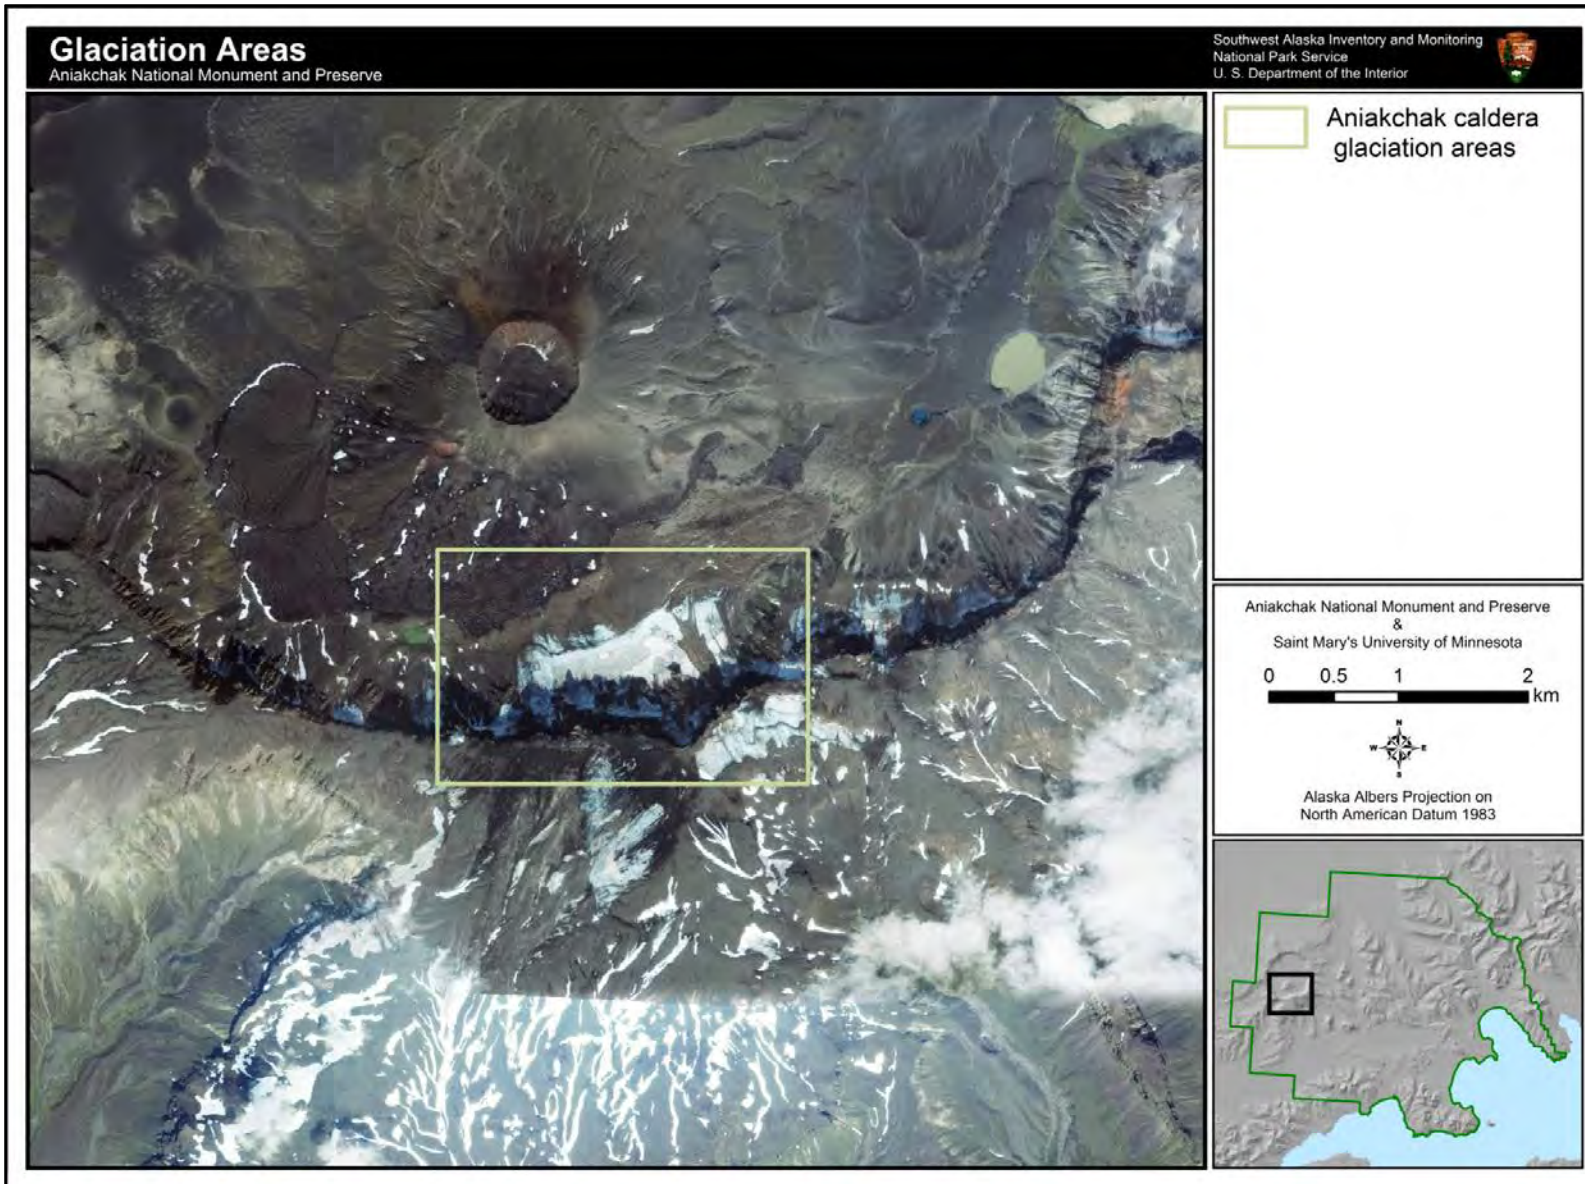 Glaciation Areas
Aniakchak National Monument and Preserve
Southwest Alaska Inventory and Monitoring
National Park Service
U. S. Department of the Interior
Aniakchak caldera
glaciation areas
Aniakchak National Monument and Preserve
&
Saint Mary's University of Minnesota
0 0.5 1 2
km
N
W E
S
Alaska Albers Projection on
North American Datum 1983